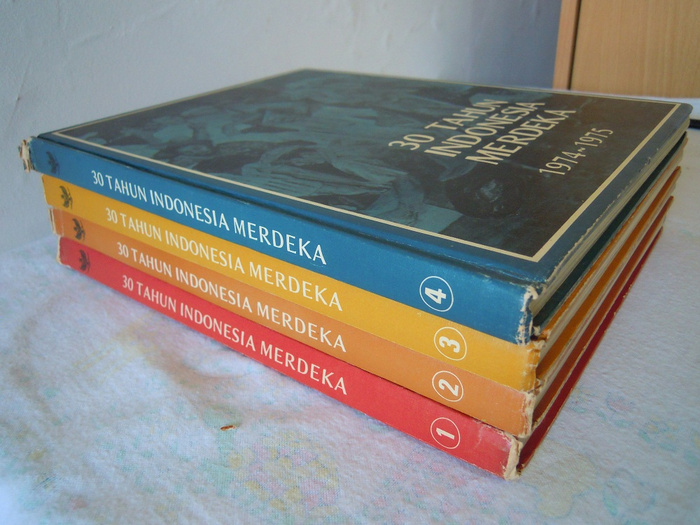 30 TAHUN
INDONESIA
MERDEKA
1974-1975
30 TAHUN INDONESIA MERDEKA 4
30 TAHUN INDONESIA MERDEKA 3
30 TAHUN INDONESIA MERDEKA 2
30 TAHUN INDONESIA MERDEKA 1